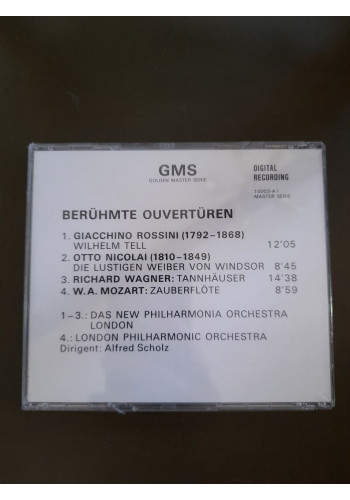 GMS
GOLDEN MASTER SERIE
DIGITAL
RECORDING
MASTER SERIE
BERÜHMTE OUVERTÜREN
1. GIACCHINO ROSSINI (1792–1868)
WILHELM TELL 12'05
2. OTTO NICOLAI (1810–1849)
DIE LUSTIGEN WEIBER VON WINDSOR 8'45
3. RICHARD WAGNER: TANNHÄUSER 14'38
4. W.A. MOZART: ZAUBERFLÖTE 8'59
1–3.: DAS NEW PHILHARMONIA ORCHESTRA
LONDON
4.: LONDON PHILHARMONIC ORCHESTRA
Dirigent: Alfred Scholz